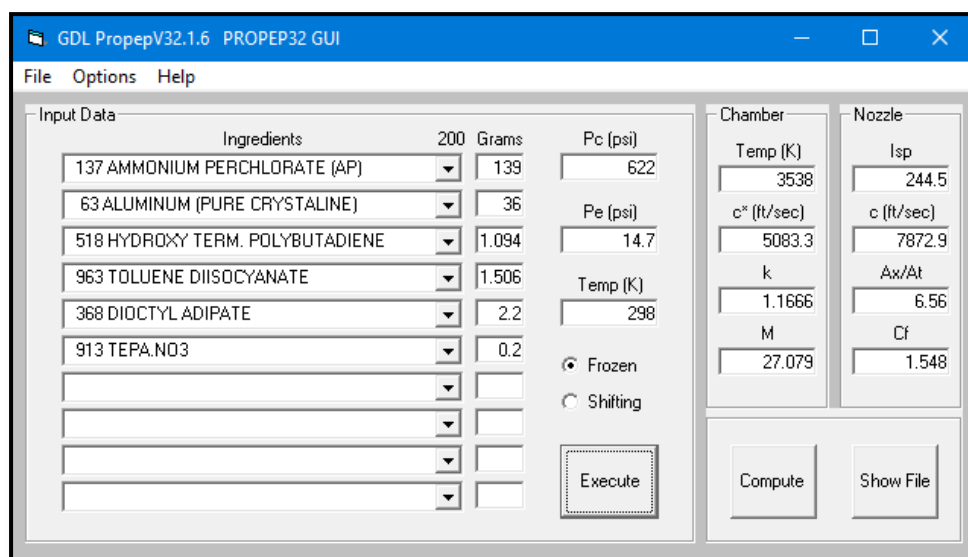 GDL PropepV32.1.6 PROPEP32 GUI
File Options Help
Input Data
Ingredients 200 Grams
137 AMMONIUM PERCHLORATE (AP) 139
63 ALUMINUM (PURE CRYSTALINE) 36
518 HYDROXY TERM. POLYBUTADIENE 1.094
963 TOLUENE DIISOCYANATE 1.506
368 DIOCTYL ADIPATE 2.2
913 TEPA.NO3 0.2
Pc (psi)
622
Pe (psi)
14.7
Temp (K)
298
Frozen
Shifting
Execute
Chamber
Temp (K)
3538
c* (ft/sec)
5083.3
k
1.1666
M
27.079
Nozzle
Isp
244.5
c (ft/sec)
7872.9
Ax/At
6.56
Cf
1.548
Compute
Show File